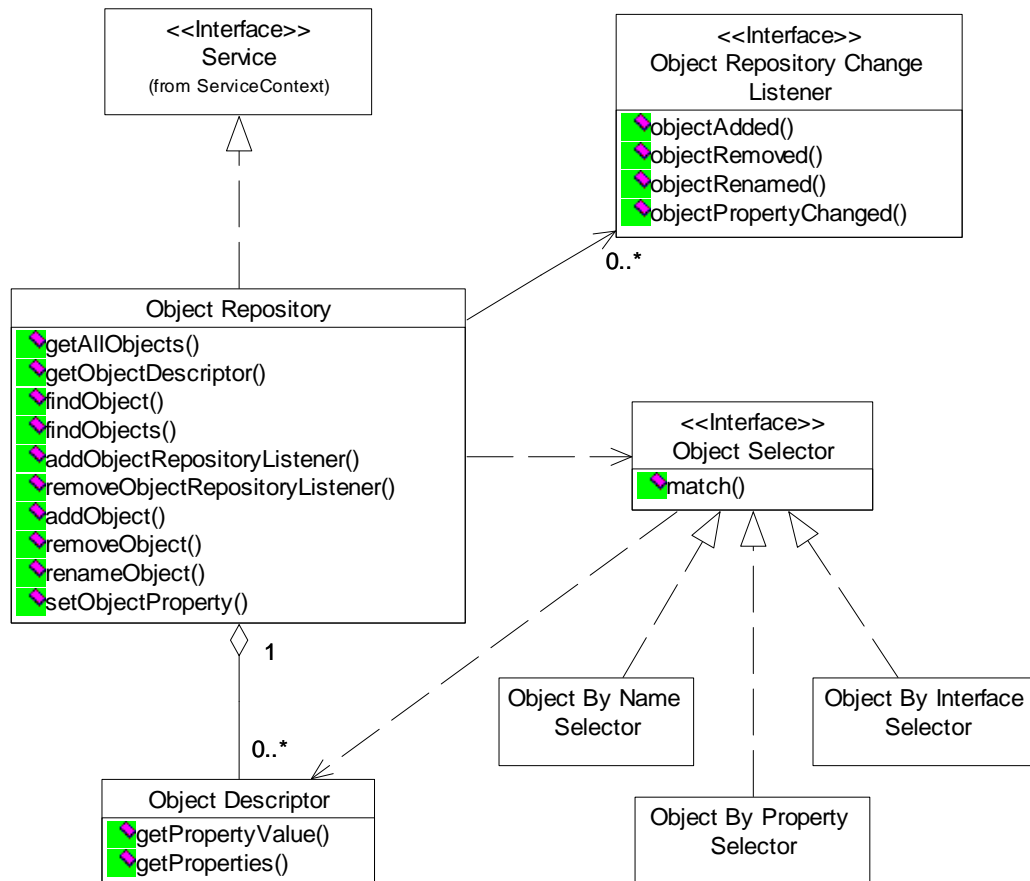 <<Interface>>
Service
(from ServiceContext)
<<Interface>>
Object Repository Change
Listener
objectAdded()
objectRemoved()
objectRenamed()
objectPropertyChanged()
0..*
Object Repository
getAllObjects()
getObjectDescriptor()
findObject()
findObjects()
addObjectRepositoryListener()
removeObjectRepositoryListener()
addObject()
removeObject()
renameObject()
setObjectProperty()
<<Interface>>
Object Selector
match()
1
0..*
Object By Name
Selector
Object By Interface
Selector
Object By Property
Selector
Object Descriptor
getPropertyValue()
getProperties()